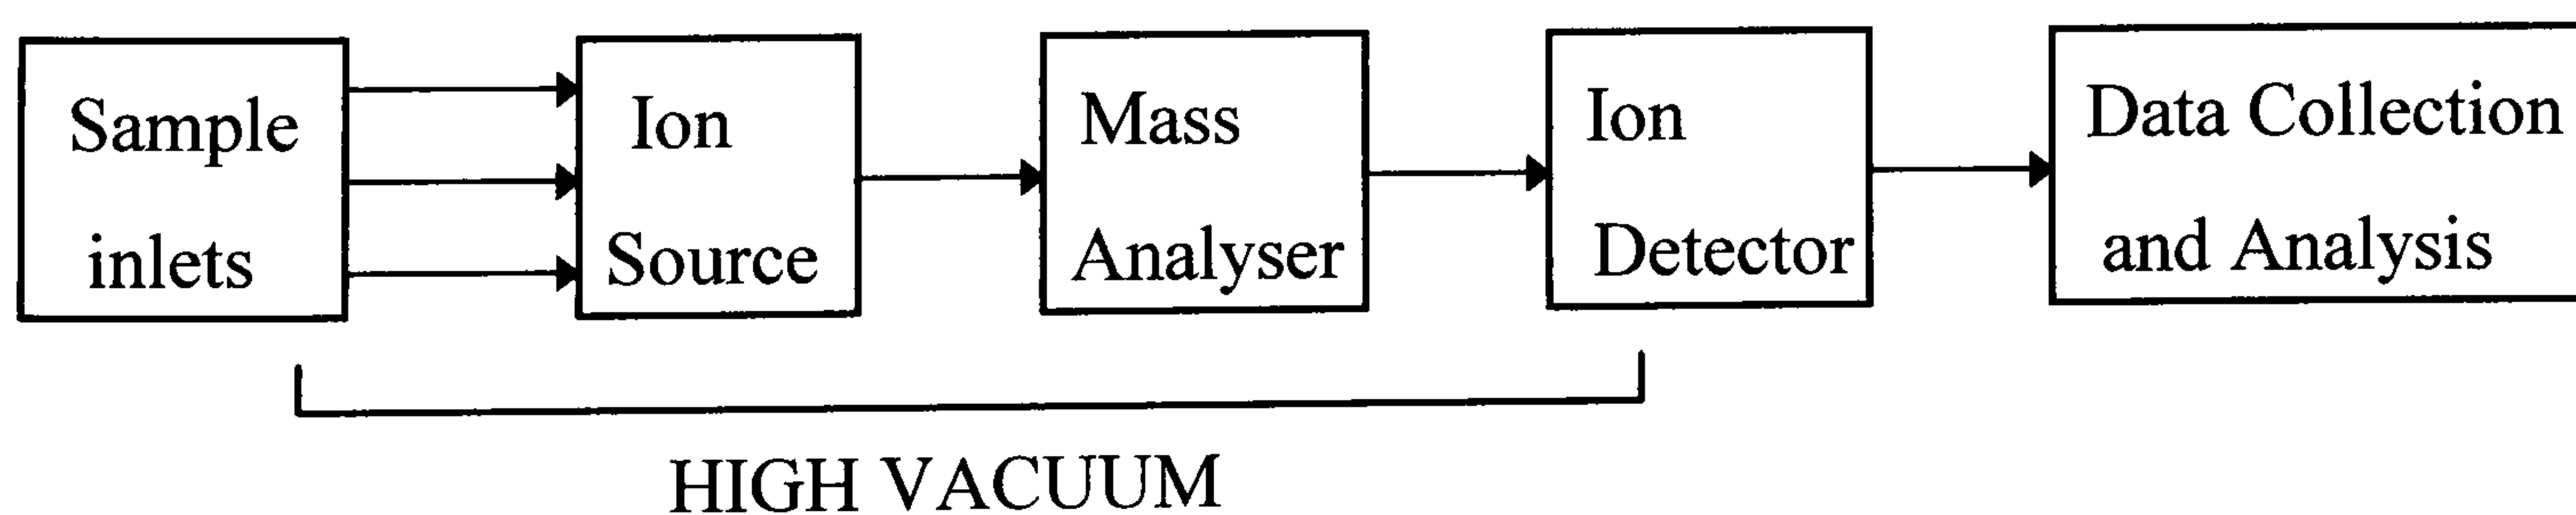 Sample
inlets
Ion
Source
Mass
Analyser
Ion
Detector
Data Collection
and Analysis
HIGH VACUUM